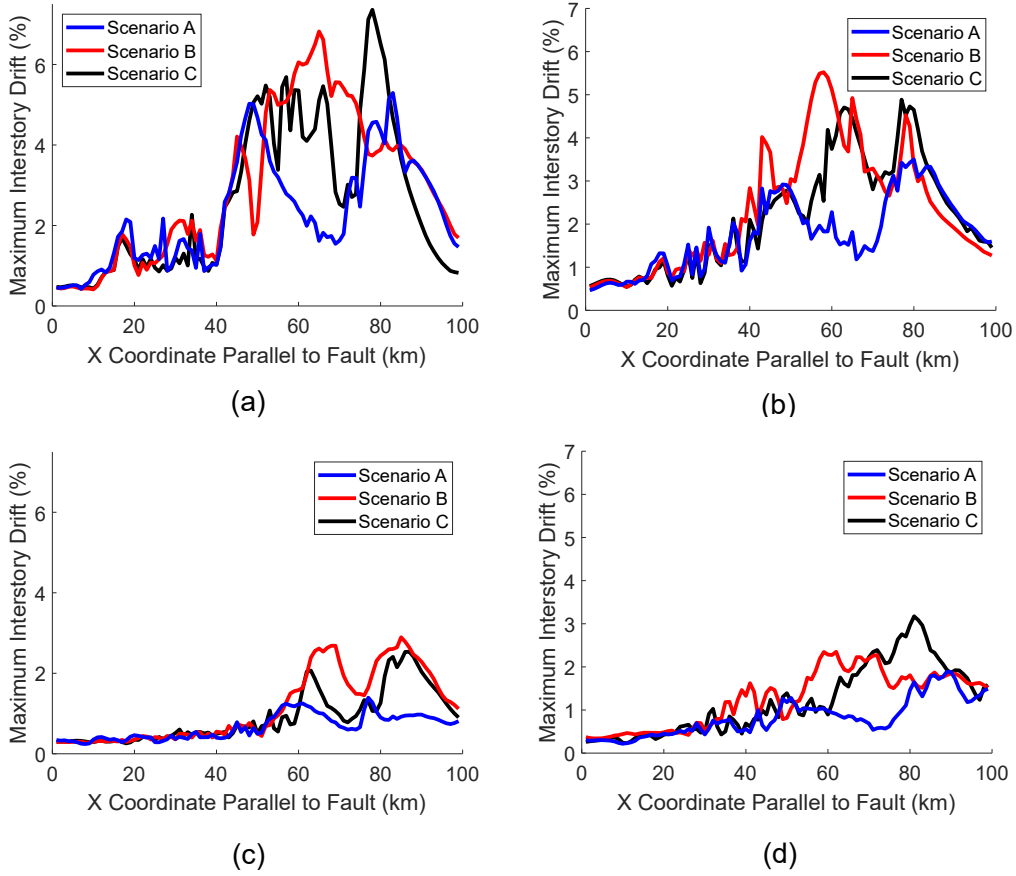 Maximum Interstory Drift (%)
6
4
2
0
Scenario A
Scenario B
Scenario C
0 20 40 60 80 100
X Coordinate Parallel to Fault (km)
(a)
Maximum Interstory Drift (%)
7
6
5
4
3
2
1
0
Scenario A
Scenario B
Scenario C
0 20 40 60 80 100
X Coordinate Parallel to Fault (km)
(b)
Maximum Interstory Drift (%)
6
4
2
0
Scenario A
Scenario B
Scenario C
0 20 40 60 80 100
X Coordinate Parallel to Fault (km)
(c)
Maximum Interstory Drift (%)
7
6
5
4
3
2
1
0
Scenario A
Scenario B
Scenario C
0 20 40 60 80 100
X Coordinate Parallel to Fault (km)
(d)